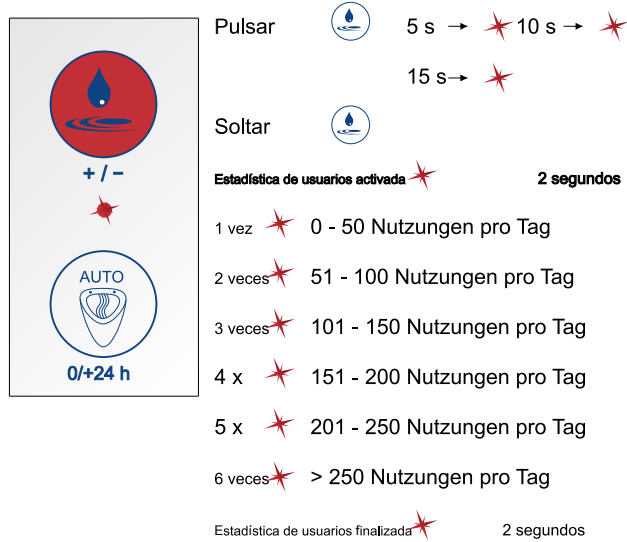 + / −
AUTO
0/+24 h
Pulsar 5 s → 10 s →
15 s→
Soltar
Estadística de usuarios activada 2 segundos
1 vez 0 - 50 Nutzungen pro Tag
2 veces 51 - 100 Nutzungen pro Tag
3 veces 101 - 150 Nutzungen pro Tag
4 x 151 - 200 Nutzungen pro Tag
5 x 201 - 250 Nutzungen pro Tag
6 veces > 250 Nutzungen pro Tag
Estadística de usuarios finalizada 2 segundos